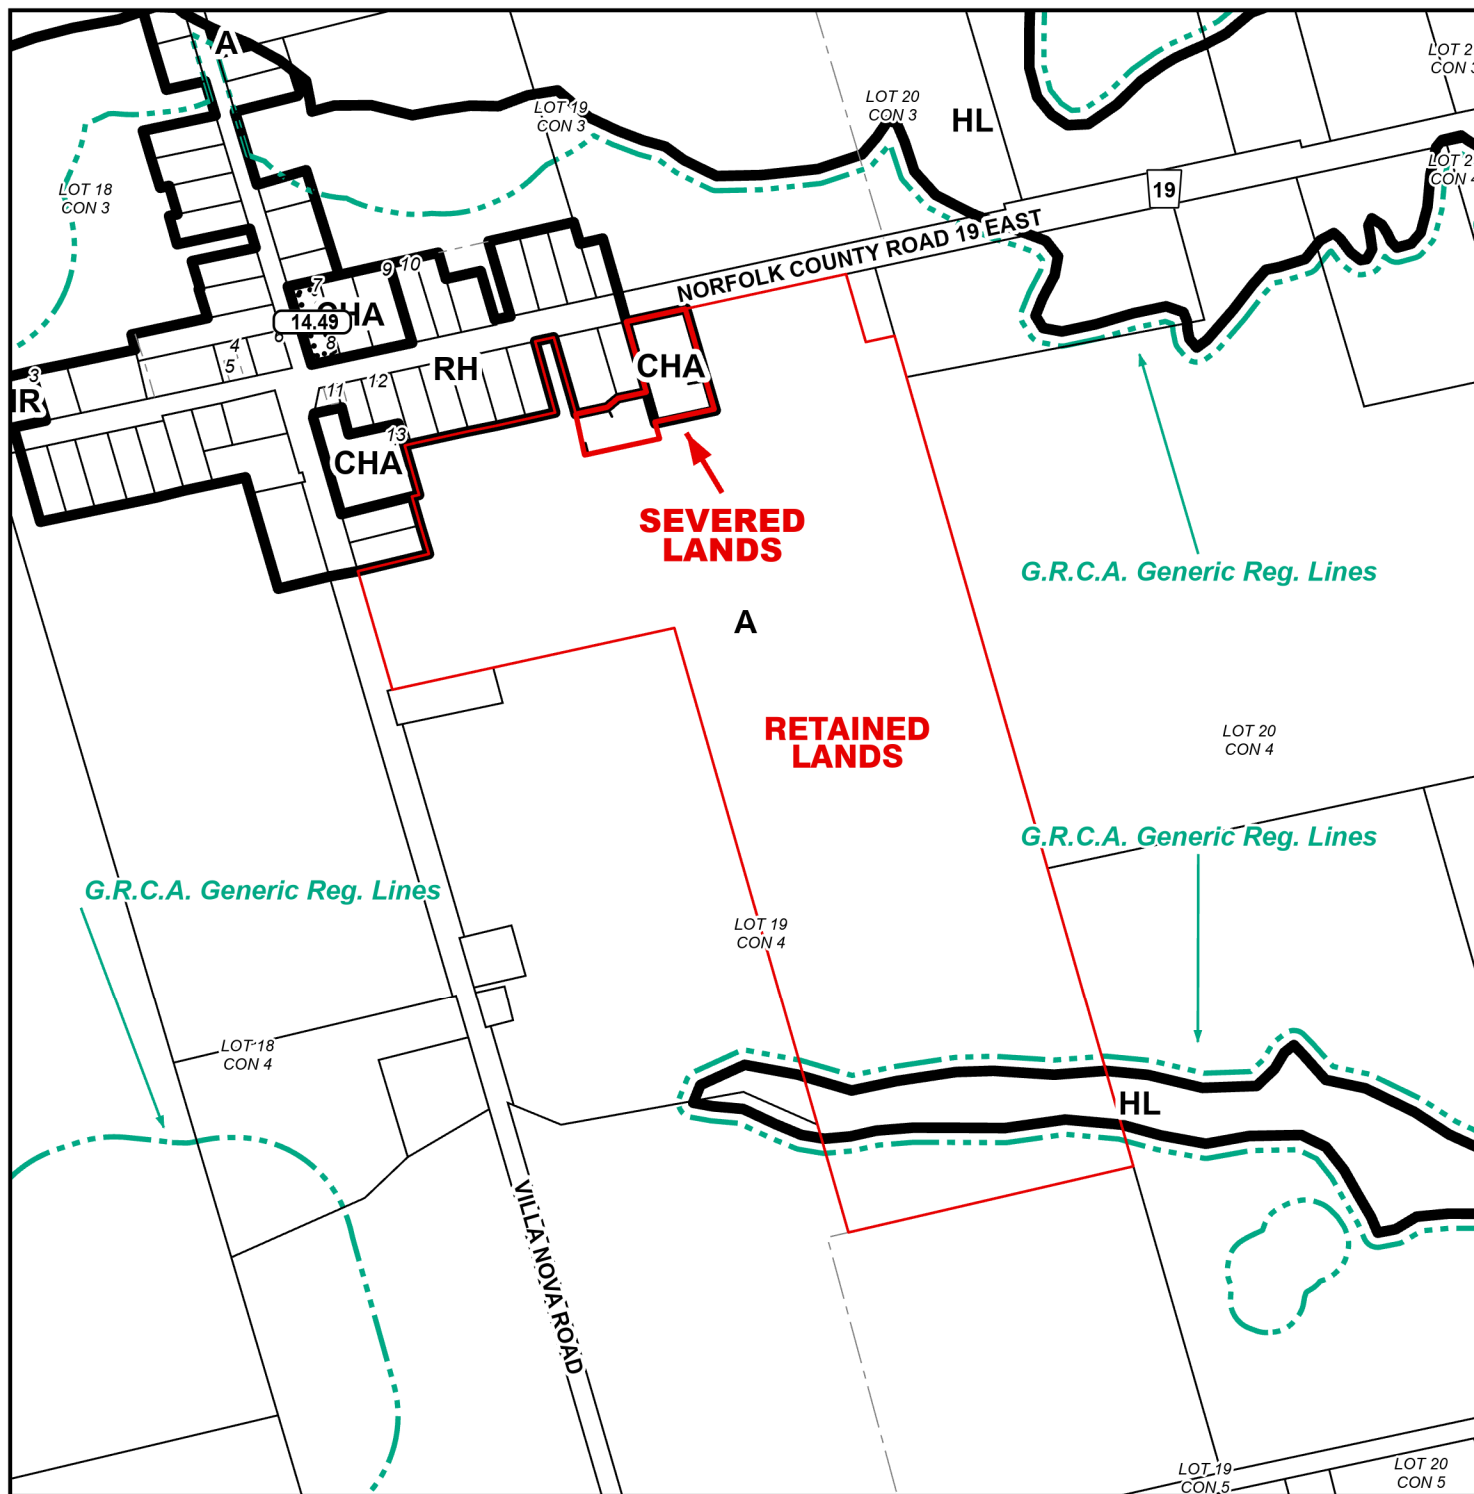 A
LOT 2
CON 3
LOT 19
CON 3
LOT 20
CON 3
HL
LOT 2
CON 4
LOT 18
CON 3
19
NORFOLK COUNTY ROAD 19 EAST
9
10
7
CHA
14.49
8
6
4
5
3
HR
RH
CHA
12
11
13
CHA
SEVERED
LANDS
G.R.C.A. Generic Reg. Lines
A
RETAINED
LANDS
LOT 20
CON 4
G.R.C.A. Generic Reg. Lines
G.R.C.A. Generic Reg. Lines
LOT 19
CON 4
LOT 18
CON 4
HL
VILLA NOVA ROAD
LOT 19
CON 5
LOT 20
CON 5